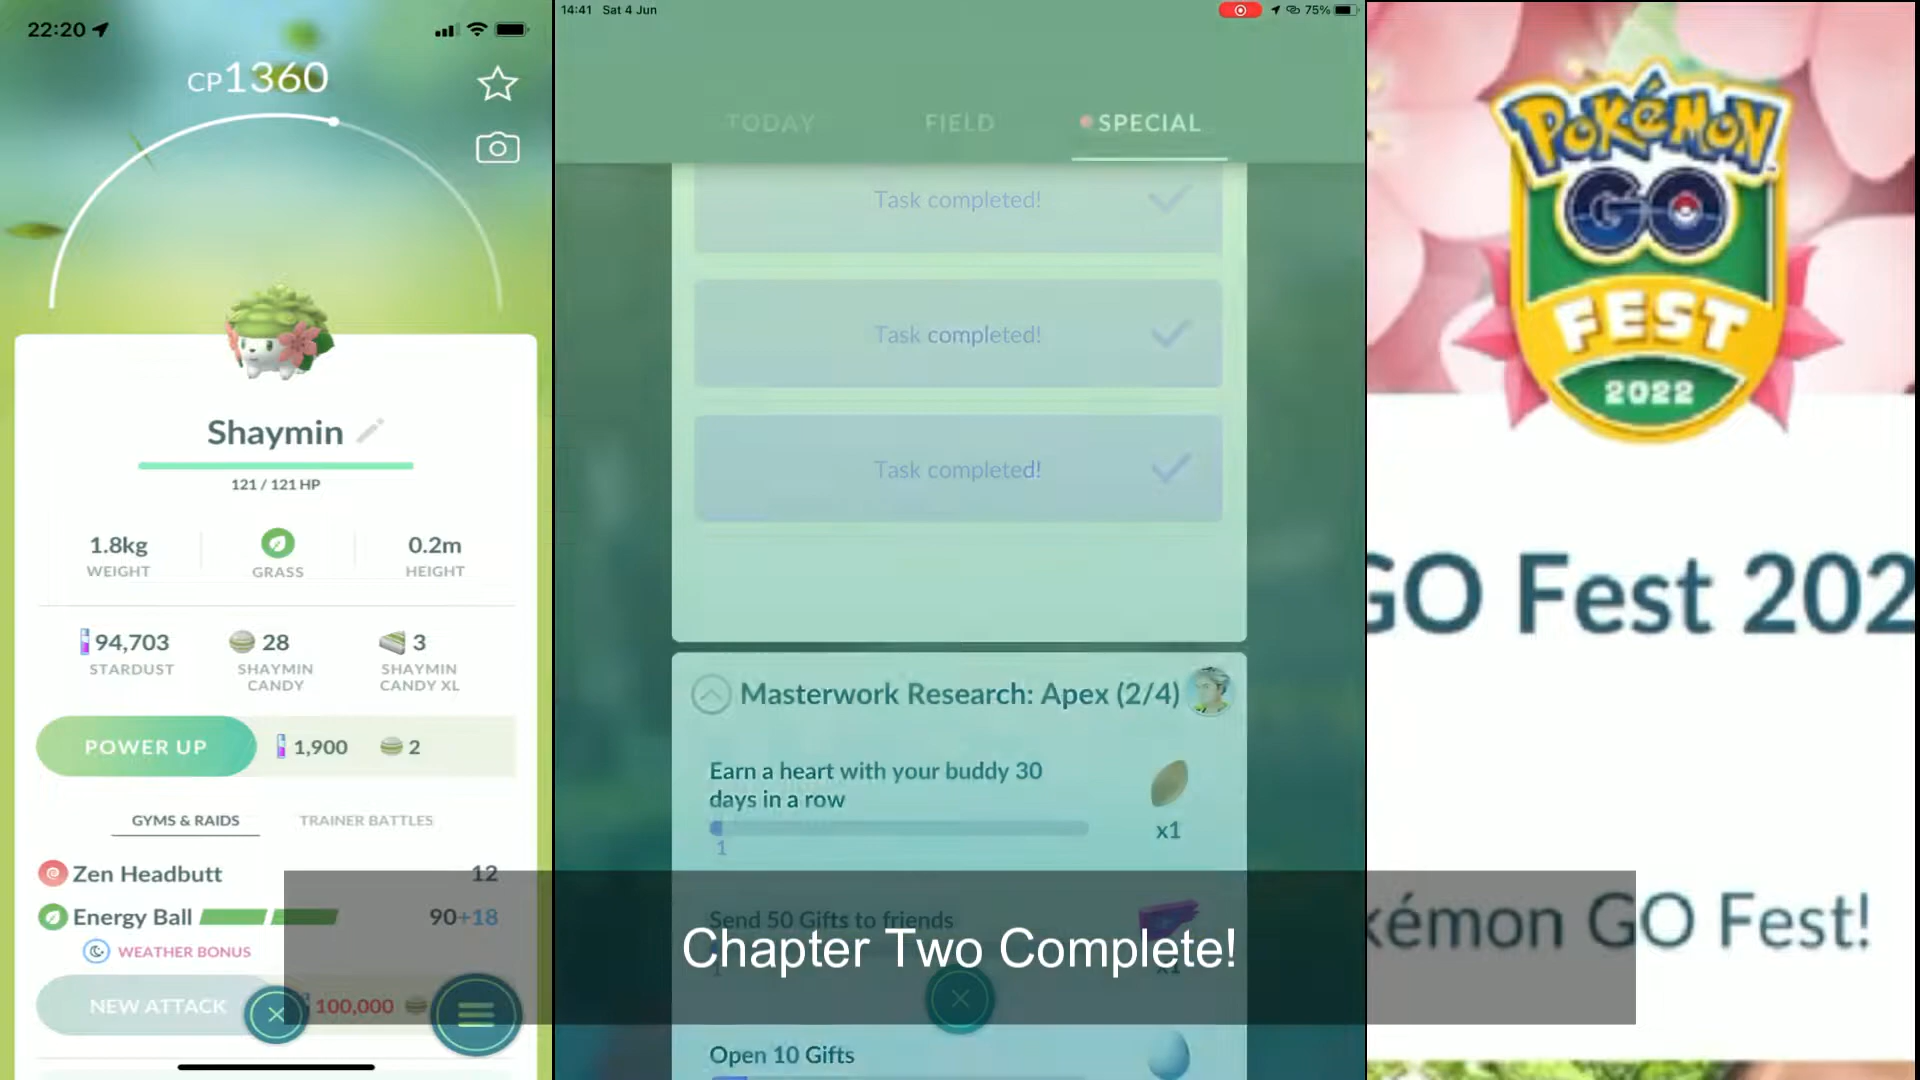 22:20
CP1360
Shaymin
121 / 121 HP
1.8kg
WEIGHT
GRASS
0.2m
HEIGHT
94,703
STARDUST
28
SHAYMIN
CANDY
3
SHAYMIN
CANDY XL
POWER UP
1,900
2
GYMS & RAIDS
TRAINER BATTLES
Zen Headbutt 12
Energy Ball 90+18
WEATHER BONUS
NEW ATTACK
100,000
14:41 Sat 4 Jun
75%
TODAY
FIELD
SPECIAL
Task completed!
Task completed!
Task completed!
Masterwork Research: Apex (2/4)
Earn a heart with your buddy 30
days in a row
x1
1
Send 50 Gifts to friends
x1
1
Chapter Two Complete!
Open 10 Gifts
POKéMON
GO
FEST
2022
GO Fest 202
kémon GO Fest!